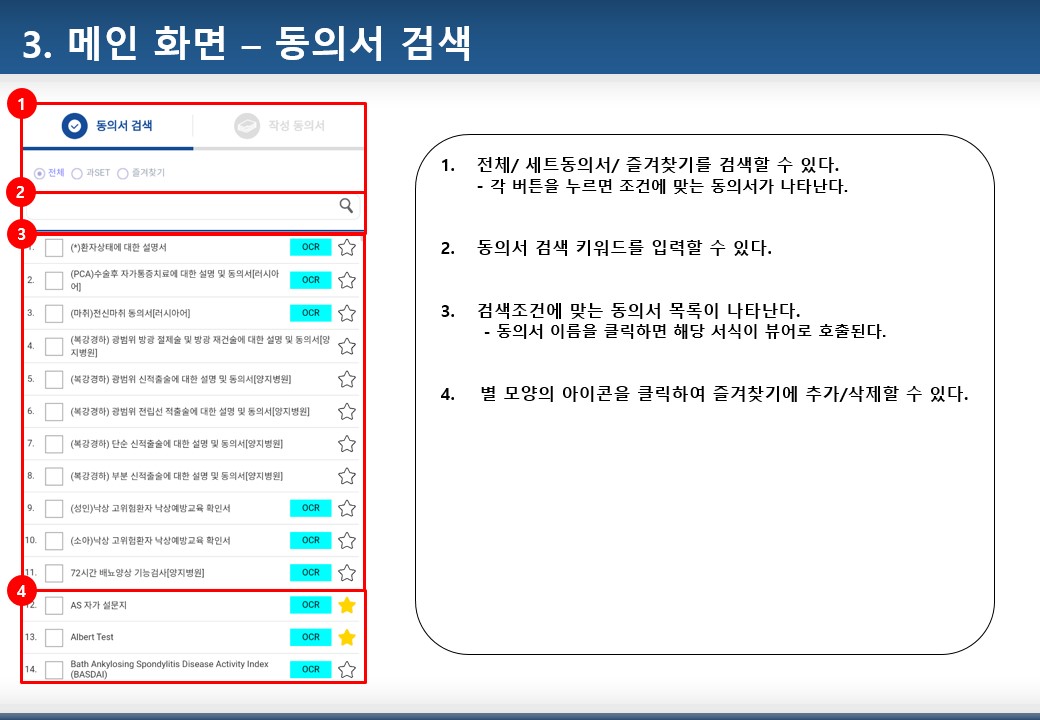 3. 메인 화면 – 동의서 검색
1
동의서 검색
작성 동의서
전체
과SET
즐겨찾기
2
3
1. (*)환자상태에 대한 설명서 OCR
2. (PCA)수술후 자가통증치료에 대한 설명 및 동의서[러시아
어] OCR
3. (마취)전신마취 동의서[러시아어] OCR
4. (복강경하) 광범위 방광 절제술 및 방광 재건술에 대한 설명 및 동의서[양
지병원]
5. (복강경하) 광범위 신적출술에 대한 설명 및 동의서[양지병원]
6. (복강경하) 광범위 전립선 적출술에 대한 설명 및 동의서[양지병원]
7. (복강경하) 단순 신적출술에 대한 설명 및 동의서[양지병원]
8. (복강경하) 부분 신적출술에 대한 설명 및 동의서[양지병원]
9. (성인)낙상 고위험환자 낙상예방교육 확인서 OCR
10. (소아)낙상 고위험환자 낙상예방교육 확인서 OCR
11. 72시간 배뇨양상 기능검사[양지병원] OCR
4
12. AS 자가 설문지 OCR
13. Albert Test OCR
14. Bath Ankylosing Spondylitis Disease Activity Index
(BASDAI) OCR
1. 전체/ 세트동의서/ 즐겨찾기를 검색할 수 있다.
- 각 버튼을 누르면 조건에 맞는 동의서가 나타난다.
2. 동의서 검색 키워드를 입력할 수 있다.
3. 검색조건에 맞는 동의서 목록이 나타난다.
- 동의서 이름을 클릭하면 해당 서식이 뷰어로 호출된다.
4. 별 모양의 아이콘을 클릭하여 즐겨찾기에 추가/삭제할 수 있다.